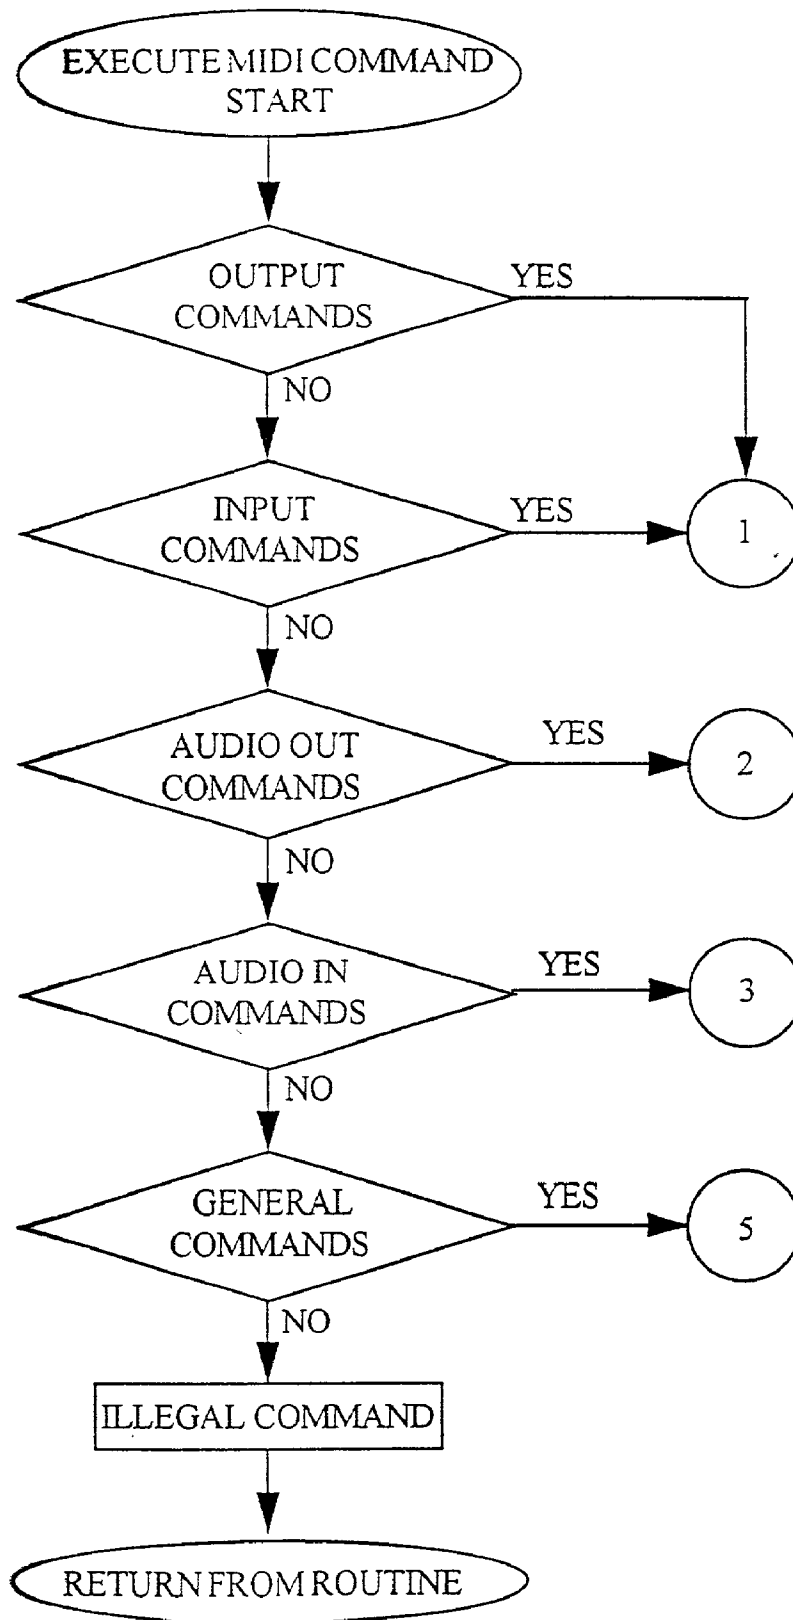 EXECUTE MIDI COMMAND
START
OUTPUT
COMMANDS
YES
NO
INPUT
COMMANDS
YES
1
NO
AUDIO OUT
COMMANDS
YES
2
NO
AUDIO IN
COMMANDS
YES
3
NO
GENERAL
COMMANDS
YES
5
NO
ILLEGAL COMMAND
RETURN FROM ROUTINE